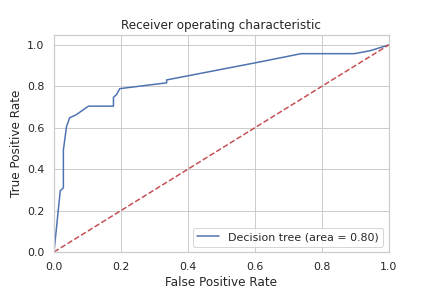 Receiver operating characteristic
True Positive Rate
1.0
0.8
0.6
0.4
0.2
0.0
Decision tree (area = 0.80)
0.0 0.2 0.4 0.6 0.8 1.0
False Positive Rate